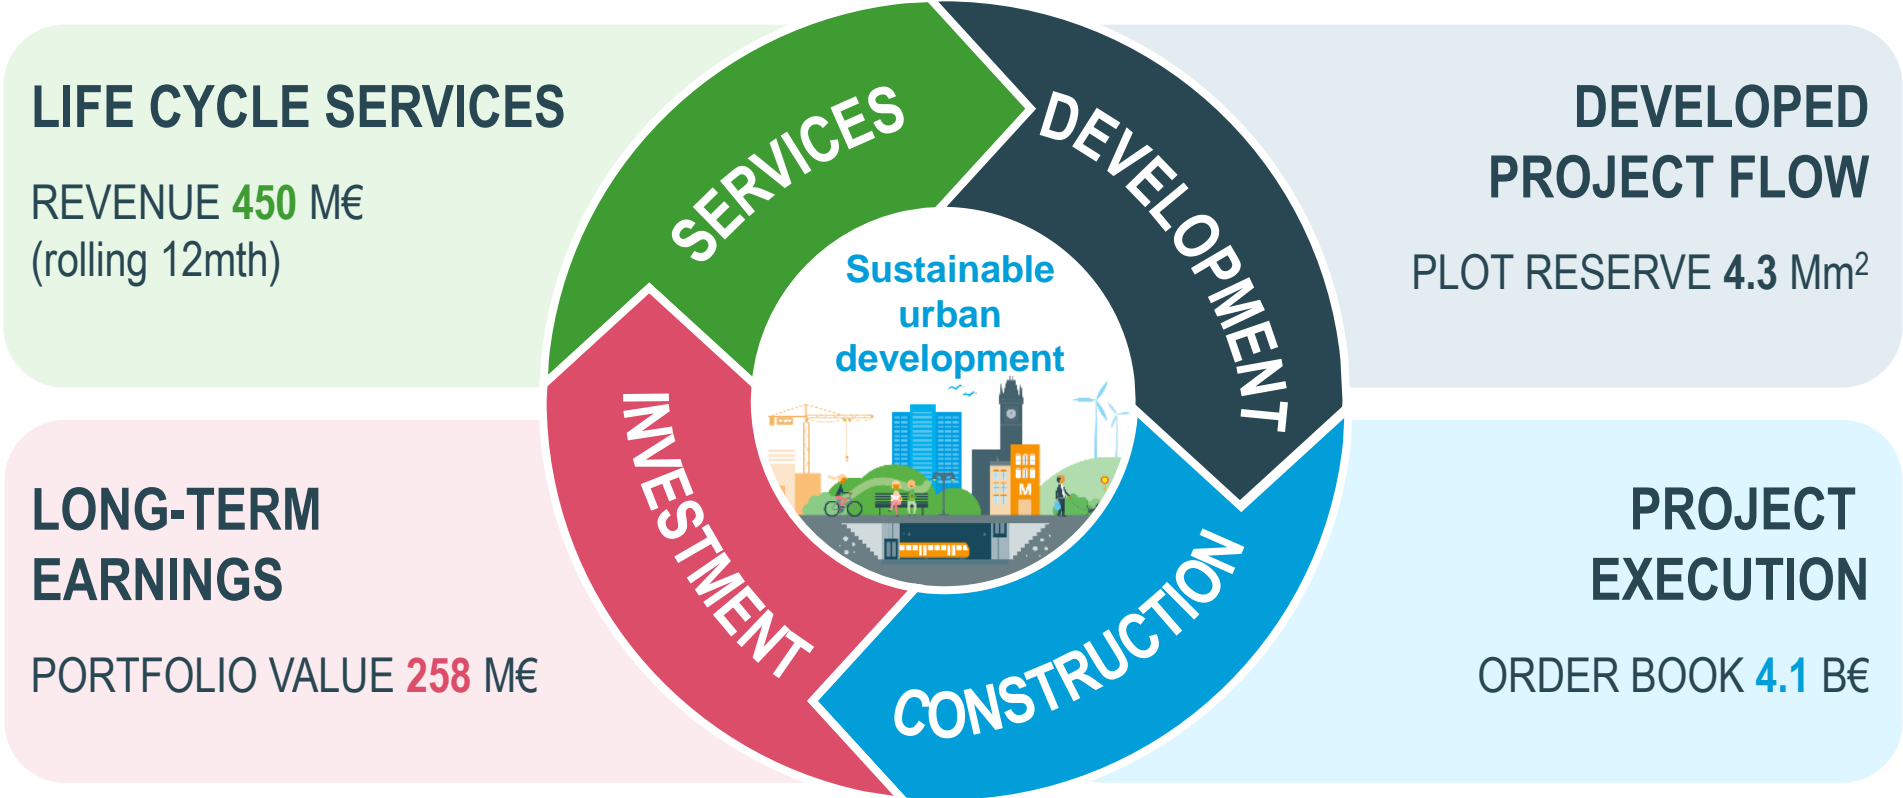 LIFE CYCLE SERVICES
REVENUE 450 M€
(rolling 12mth)
DEVELOPED
PROJECT FLOW
PLOT RESERVE 4.3 Mm²
SERVICES
DEVELOPMENT
Sustainable
urban
development
M
INVESTMENT
CONSTRUCTION
LONG-TERM
EARNINGS
PORTFOLIO VALUE 258 M€
PROJECT
EXECUTION
ORDER BOOK 4.1 B€